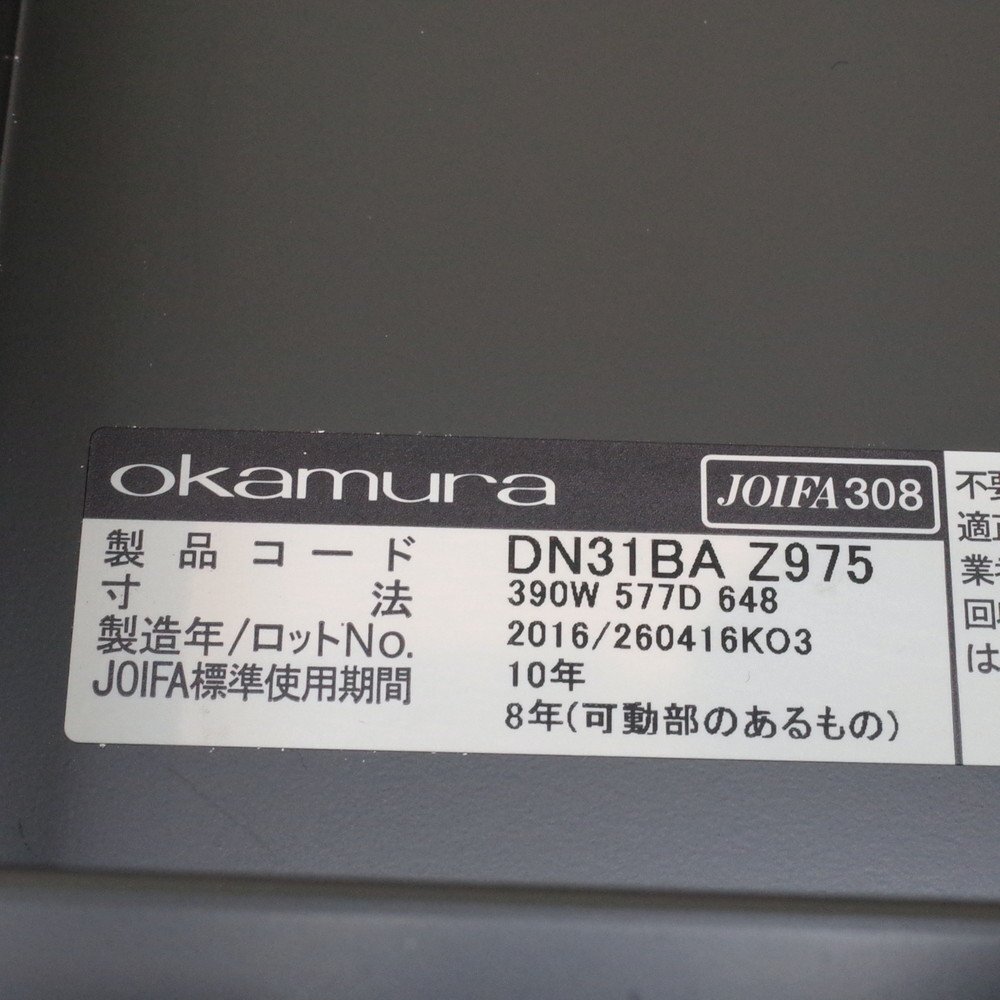 okamura JOIFA308
製品コード DN31BA Z975
寸法 390W 577D 648
製造年/ロットNo. 2016/260416KO3
JOIFA標準使用期間 10年
8年(可動部のあるもの)
不要
適正
業者
回収
は